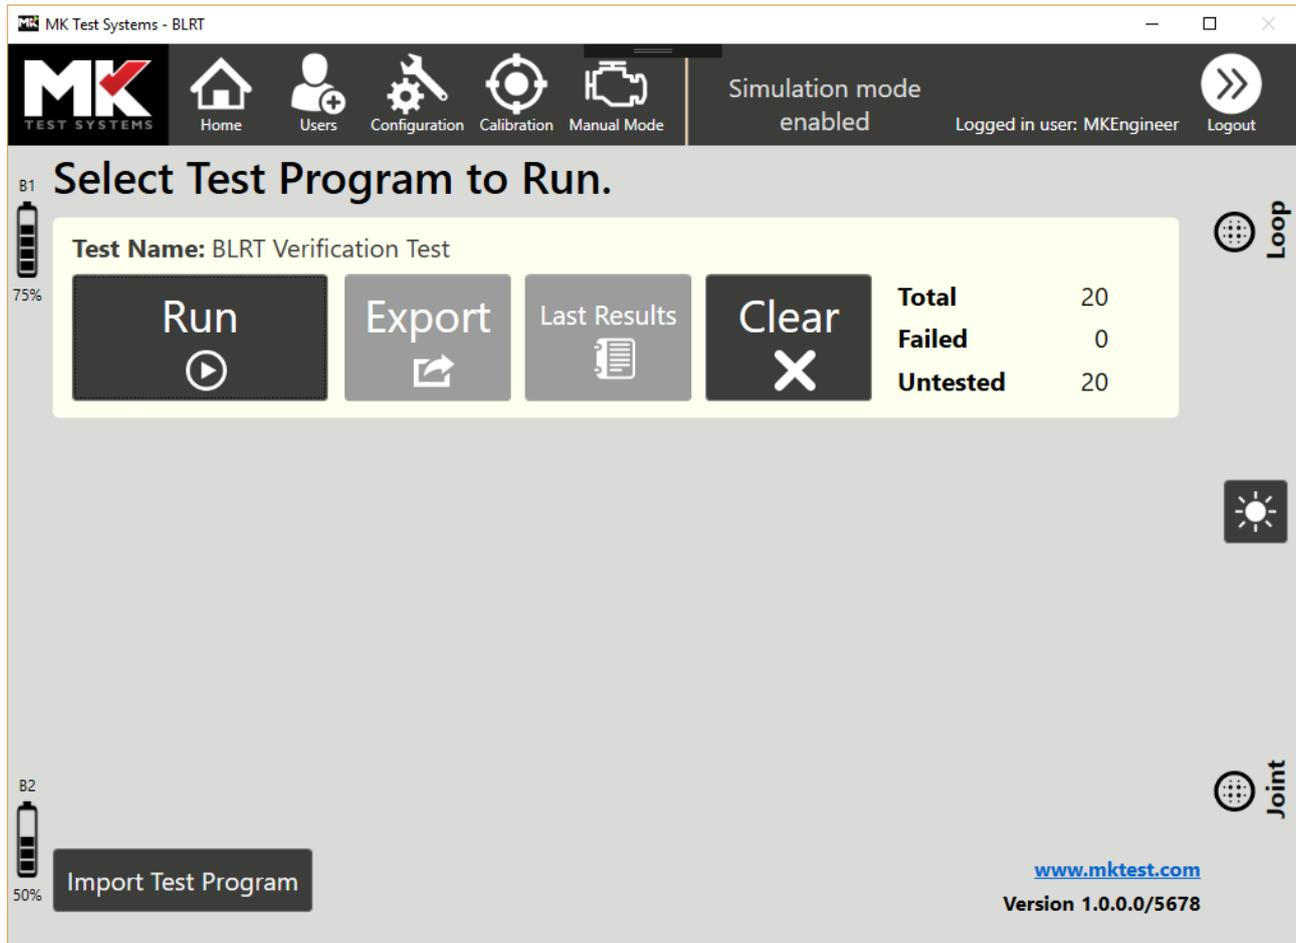 MK MK Test Systems - BLRT
MK
TEST SYSTEMS
Home
Users
Configuration
Calibration
Manual Mode
Simulation mode
enabled
Logged in user: MKEngineer
Logout
B1
75%
Select Test Program to Run.
Loop
Test Name: BLRT Verification Test
Run
Export
Last Results
Clear
Total 20
Failed 0
Untested 20
B2
50%
Joint
Import Test Program
www.mktest.com
Version 1.0.0.0/5678